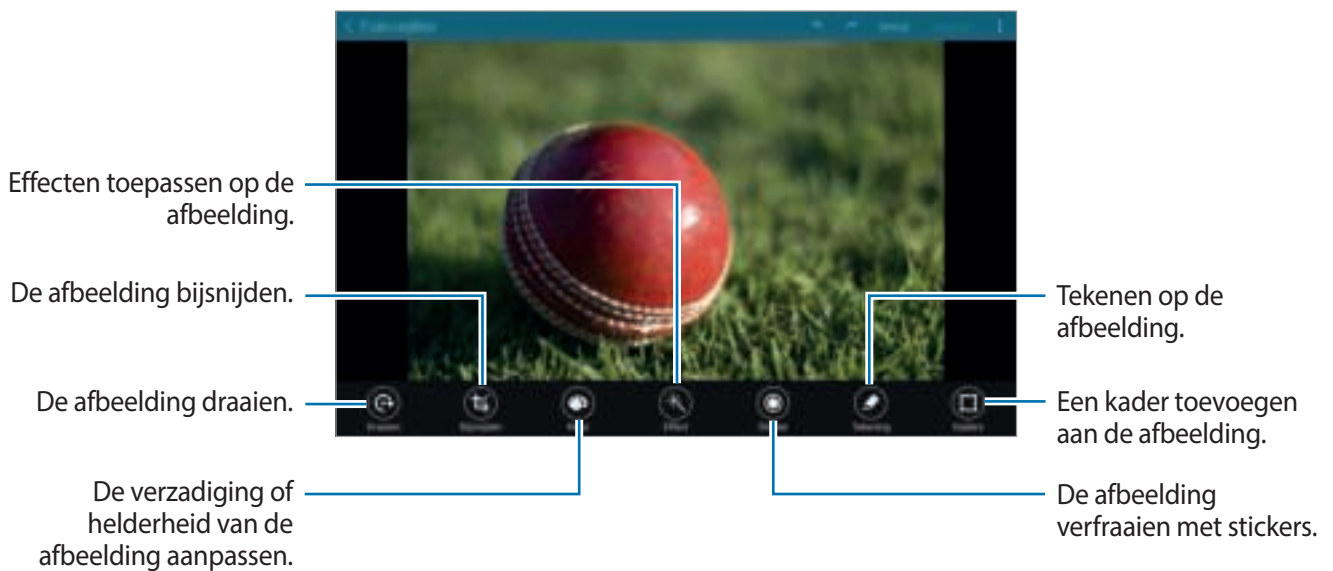 Effecten toepassen op de
afbeelding.
De afbeelding bijsnijden.
De afbeelding draaien.
De verzadiging of
helderheid van de
afbeelding aanpassen.
Tekenen op de
afbeelding.
Een kader toevoegen
aan de afbeelding.
De afbeelding
verfraaien met stickers.